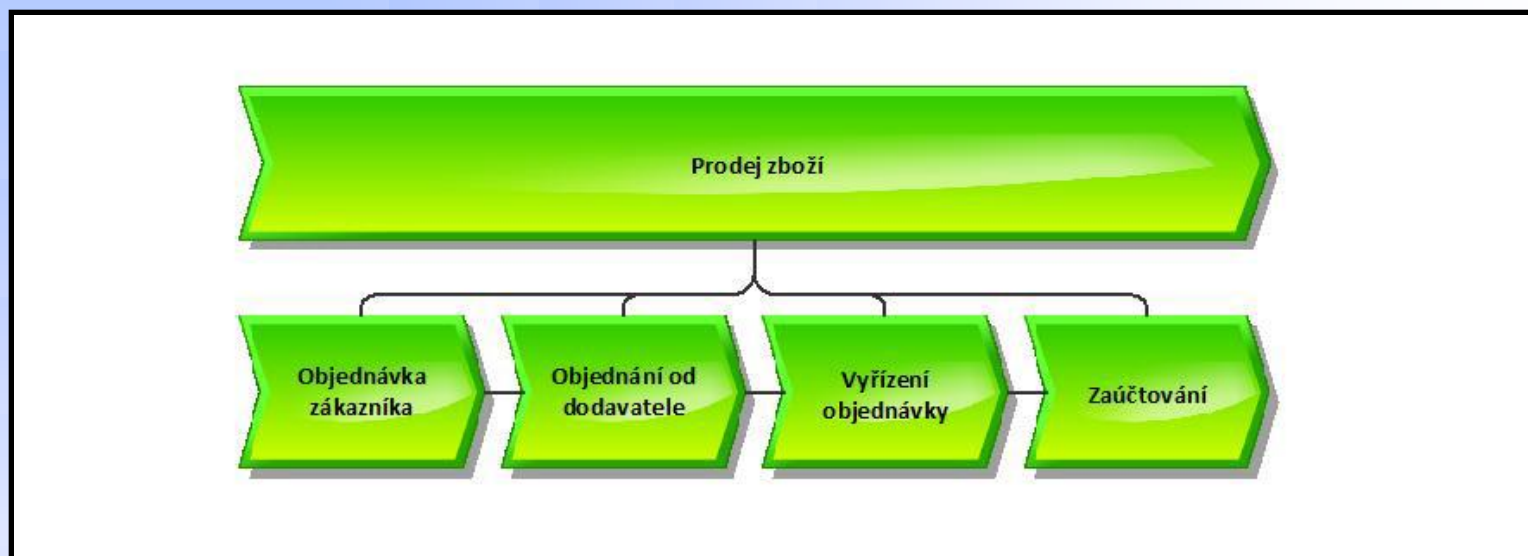 Prodej zboží
Objednávka
zákazníka
Objednání od
dodavatele
Vyřízení
objednávky
Zaúčtování